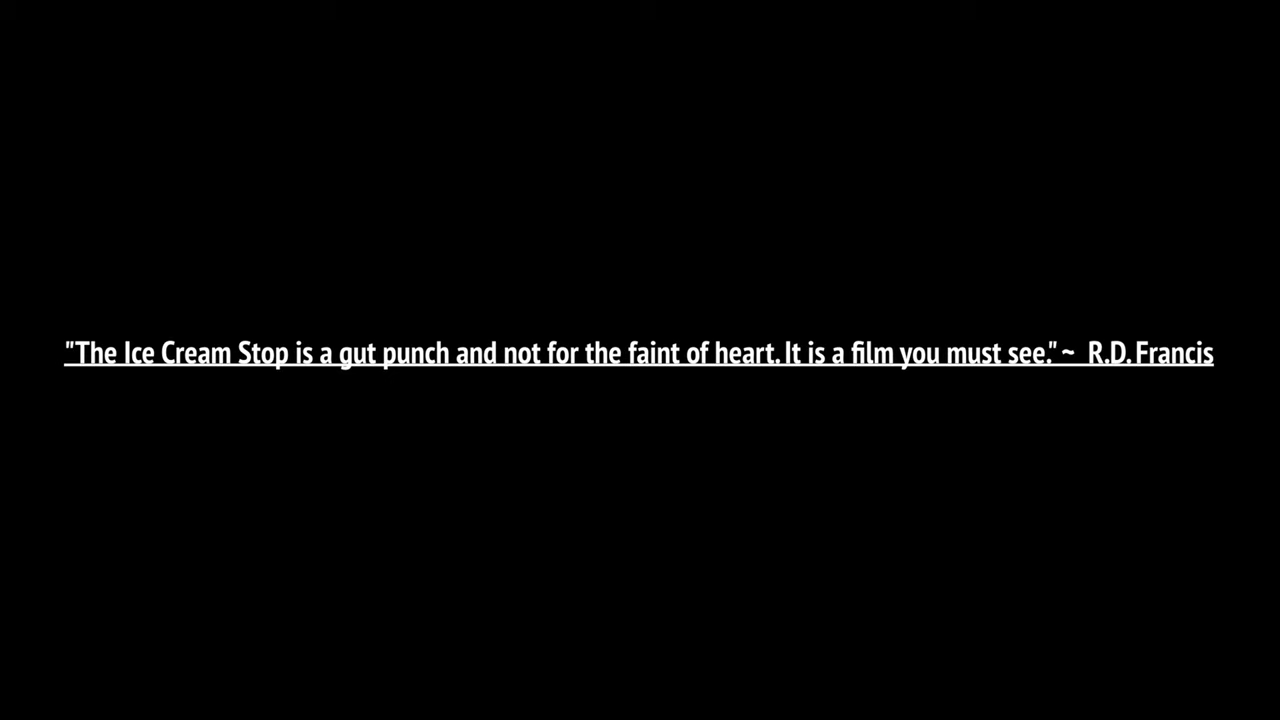 "The Ice Cream Stop is a gut punch and not for the faint of heart. It is a film you must see." ~  R.D. Francis